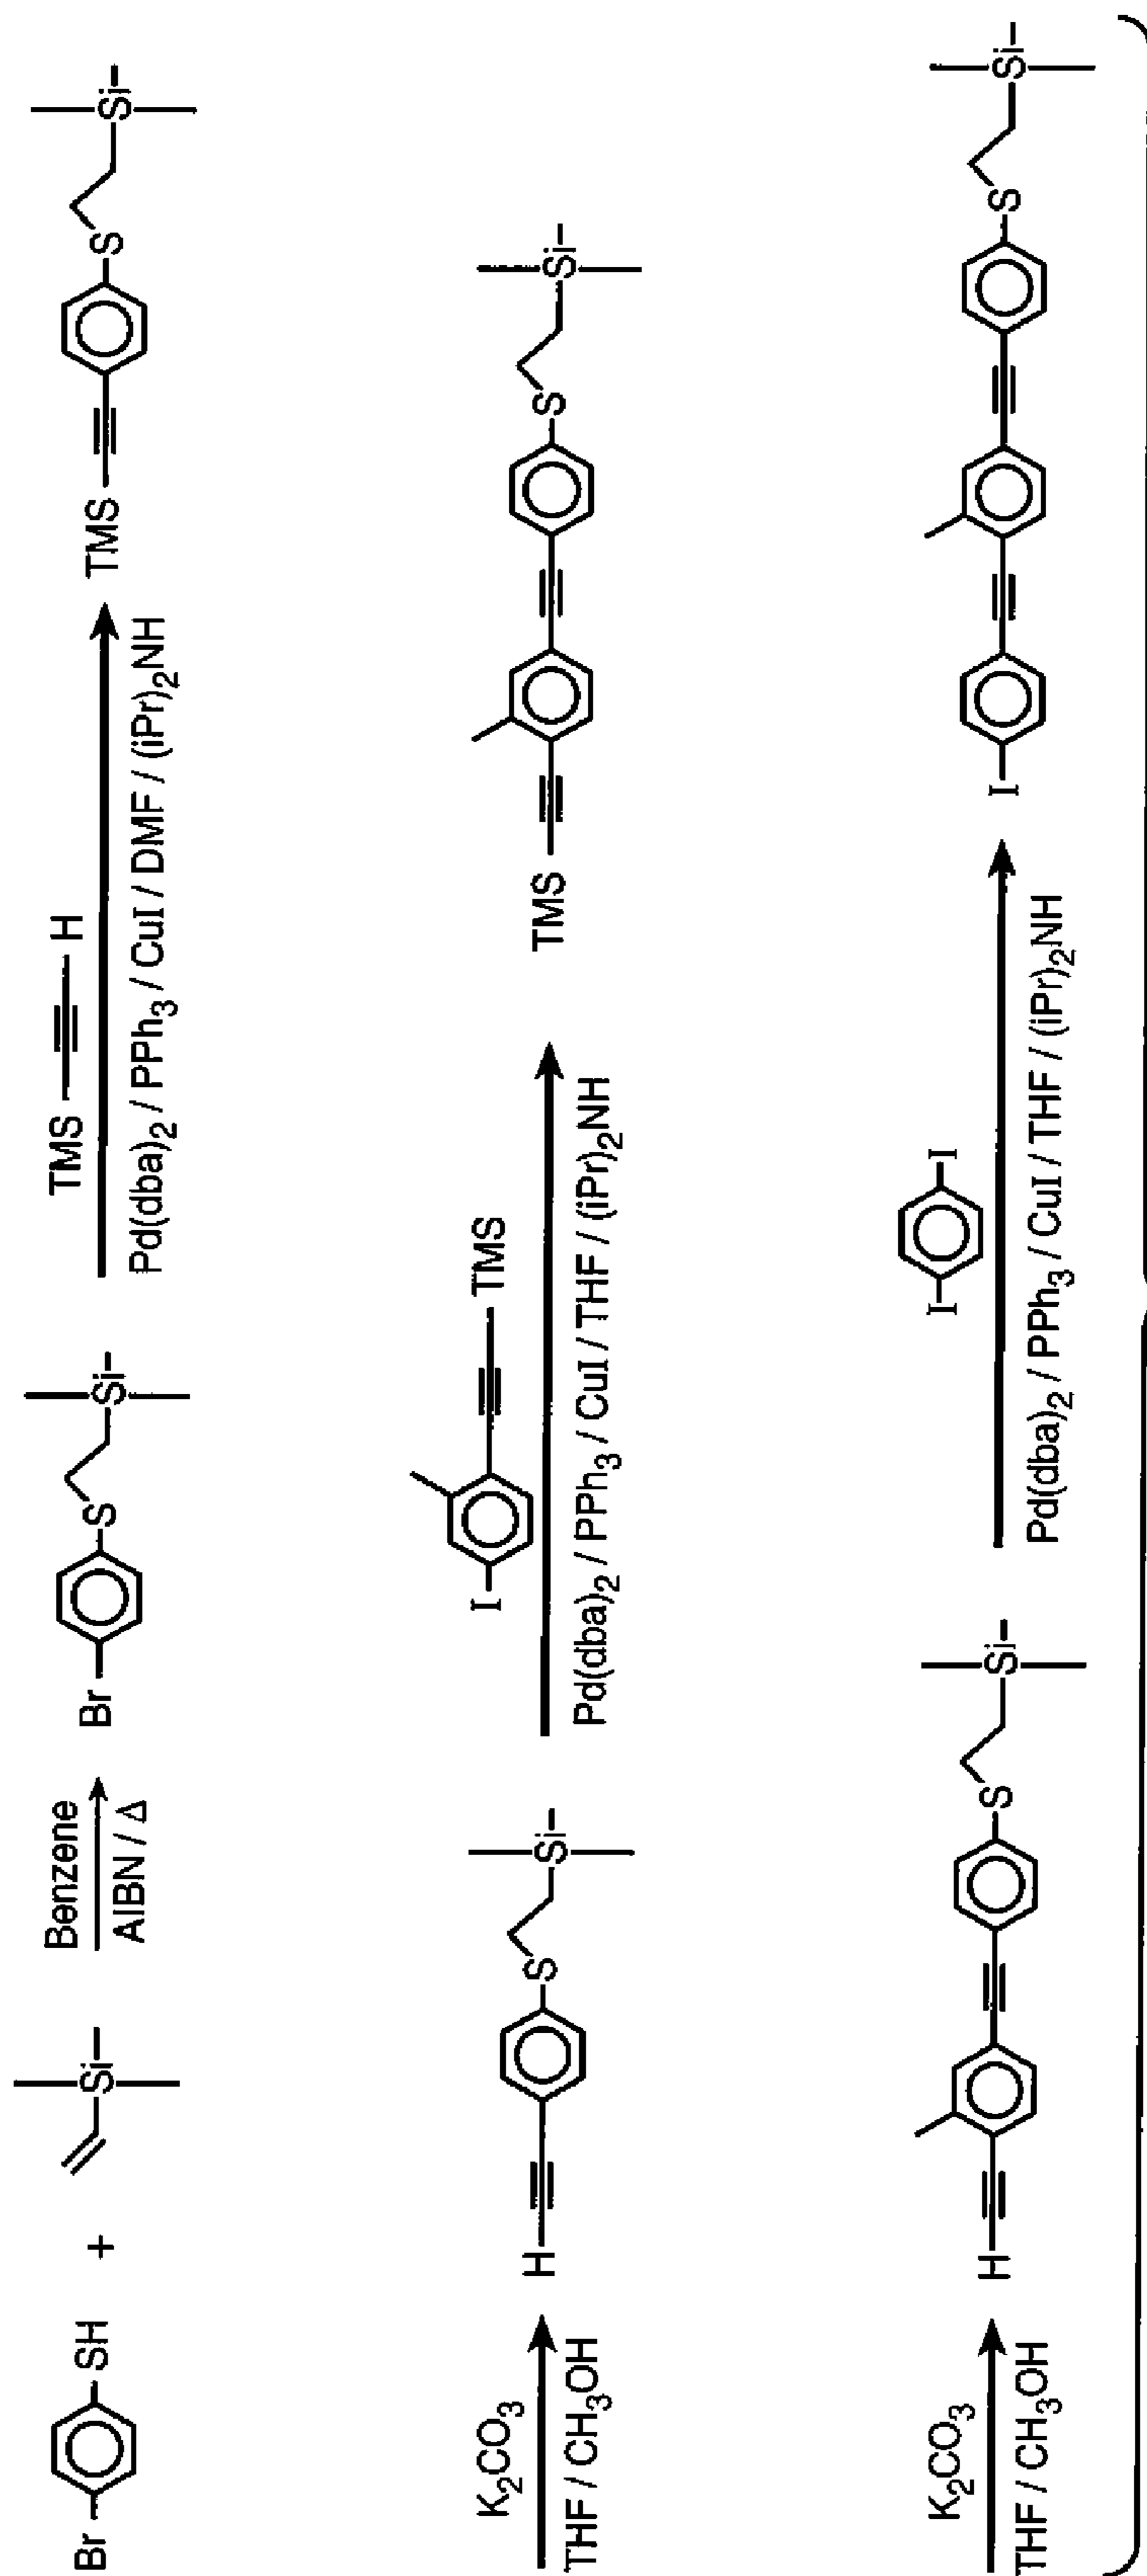 Br SH + Si Benzene Br S Si TMS H TMS S Si
AIBN / Δ Pd(dba)2 / PPh3 / CuI / DMF / (iPr)2NH
K2CO3 H S Si I TMS TMS S Si
THF / CH3OH Pd(dba)2 / PPh3 / CuI / THF / (iPr)2NH
K2CO3 H S Si I I I S Si
THF / CH3OH Pd(dba)2 / PPh3 / CuI / THF / (iPr)2NH